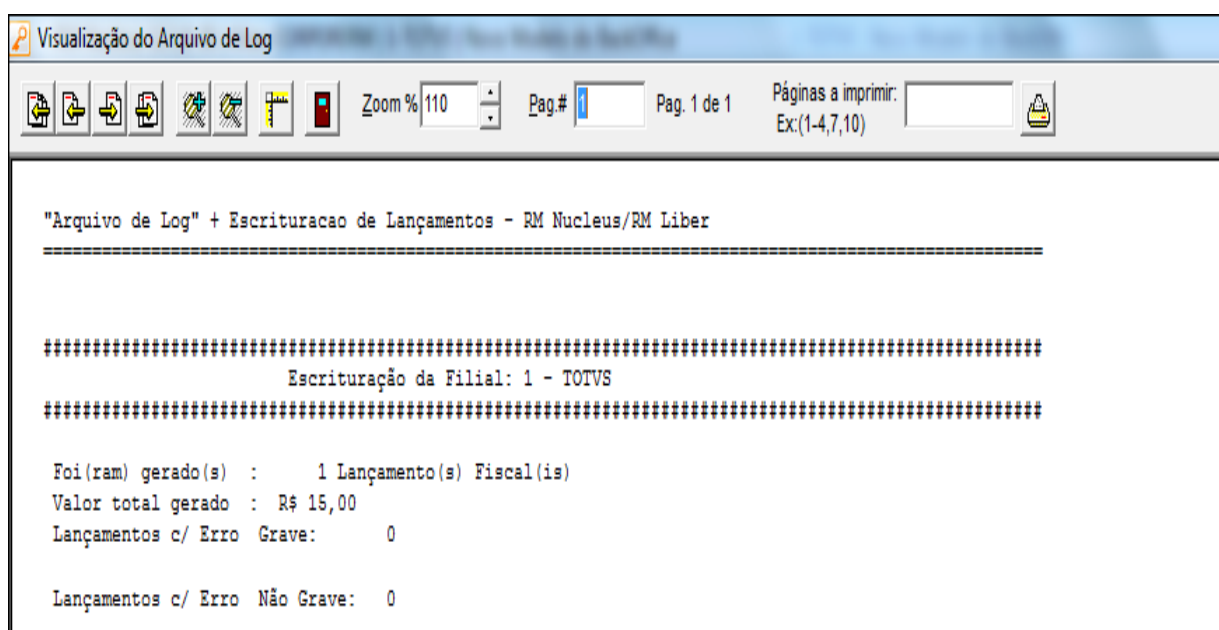 Visualização do Arquivo de Log
Zoom % 110 Pag.# 1 Pag. 1 de 1 Páginas a imprimir:
Ex:(1-4,7,10)
"Arquivo de Log" + Escrituracao de Lançamentos - RM Nucleus/RM Liber
====================================================================================================
####################################################################################################
Escrituração da Filial: 1 - TOTVS
####################################################################################################
Foi(ram) gerado(s) : 1 Lançamento(s) Fiscal(is)
Valor total gerado : R$ 15,00
Lançamentos c/ Erro Grave: 0
Lançamentos c/ Erro Não Grave: 0